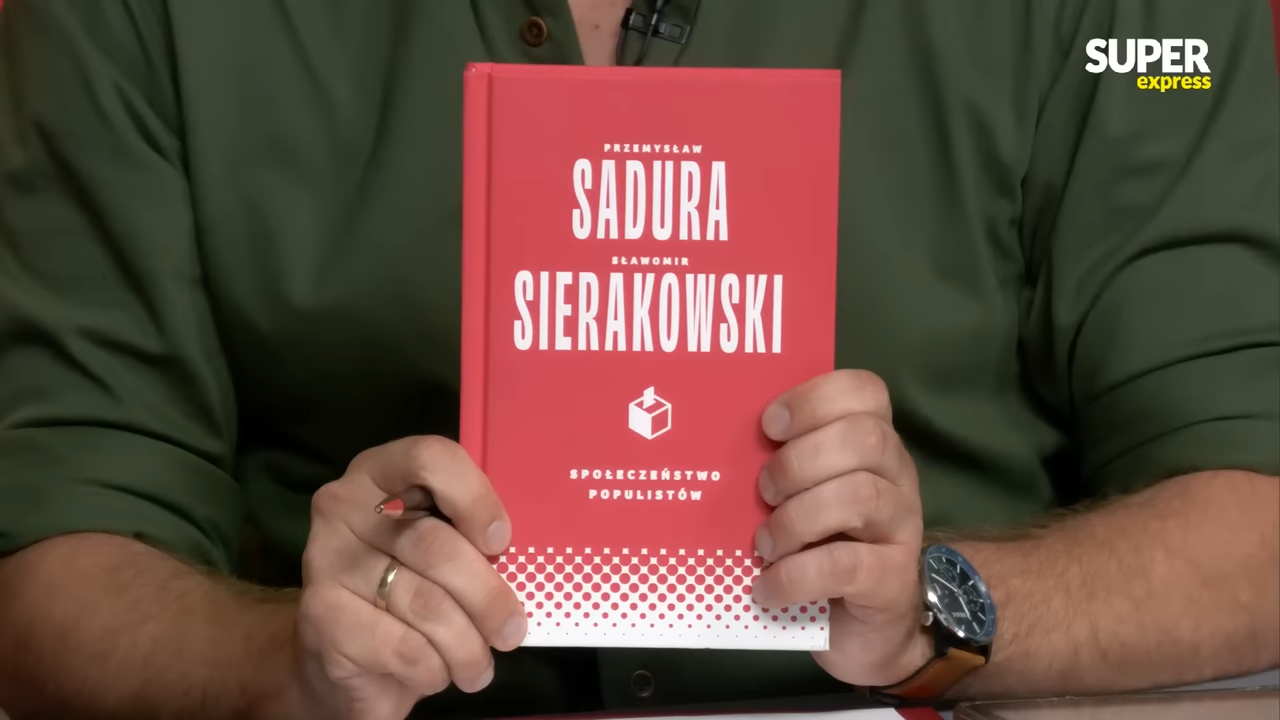 SUPER
express
PRZEMYSŁAW
SADURA
SŁAWOMIR
SIERAKOWSKI
SPOŁECZEŃSTWO
POPULISTÓW